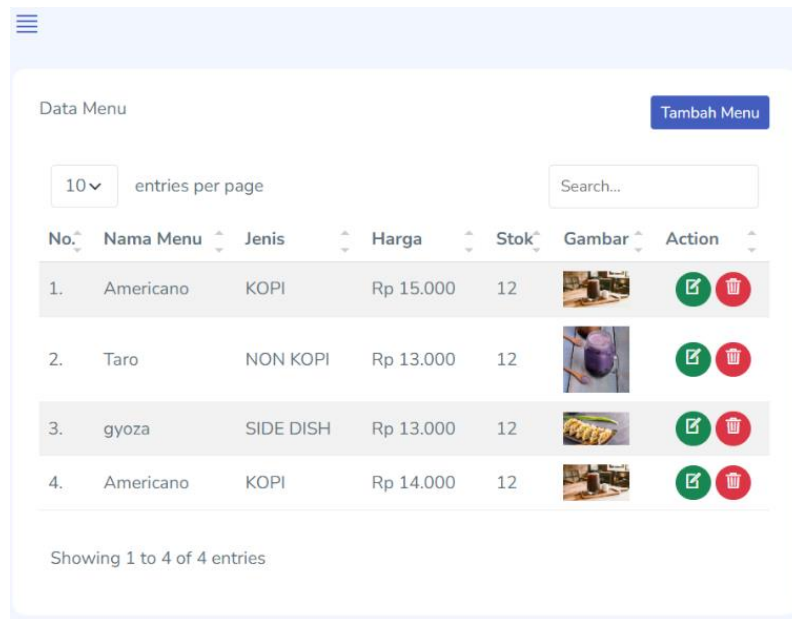 Data Menu
Tambah Menu
10 entries per page
Search...
No. Nama Menu Jenis Harga Stok Gambar Action
1. Americano KOPI Rp 15.000 12
2. Taro NON KOPI Rp 13.000 12
3. gyoza SIDE DISH Rp 13.000 12
4. Americano KOPI Rp 14.000 12
Showing 1 to 4 of 4 entries